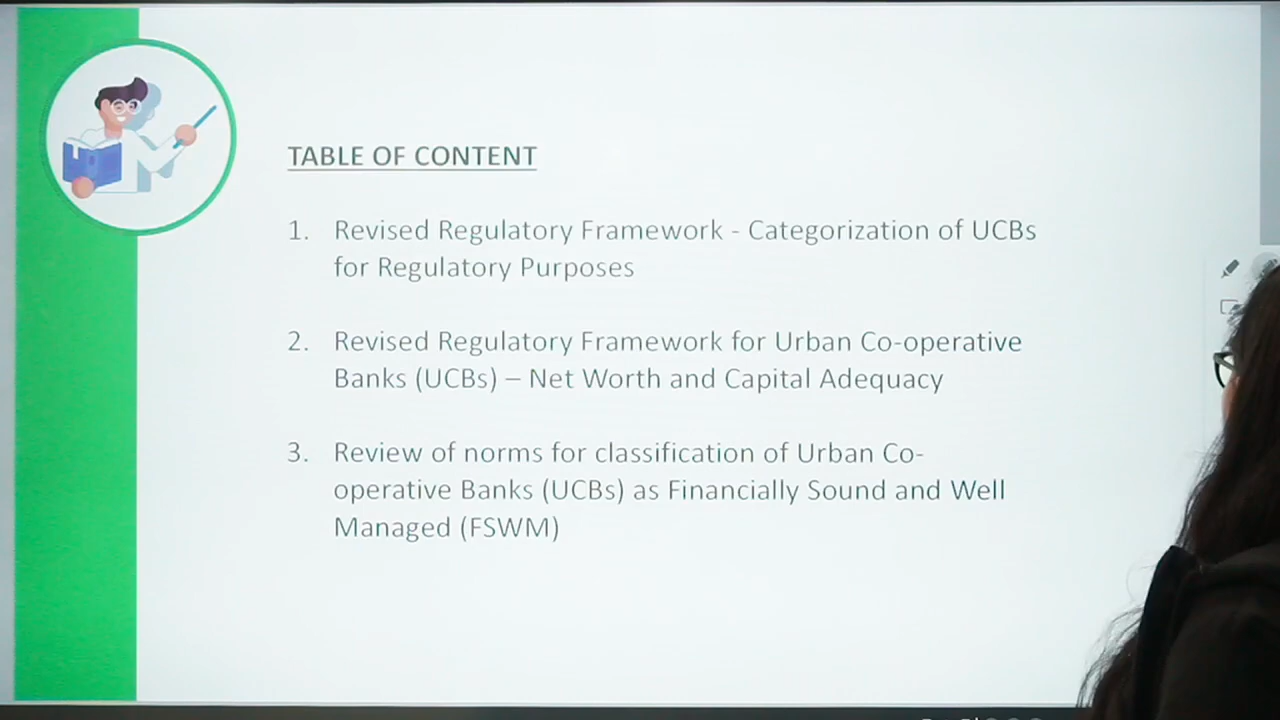 TABLE OF CONTENT
1. Revised Regulatory Framework - Categorization of UCBs
for Regulatory Purposes
2. Revised Regulatory Framework for Urban Co-operative
Banks (UCBs) – Net Worth and Capital Adequacy
3. Review of norms for classification of Urban Co-
operative Banks (UCBs) as Financially Sound and Well
Managed (FSWM)